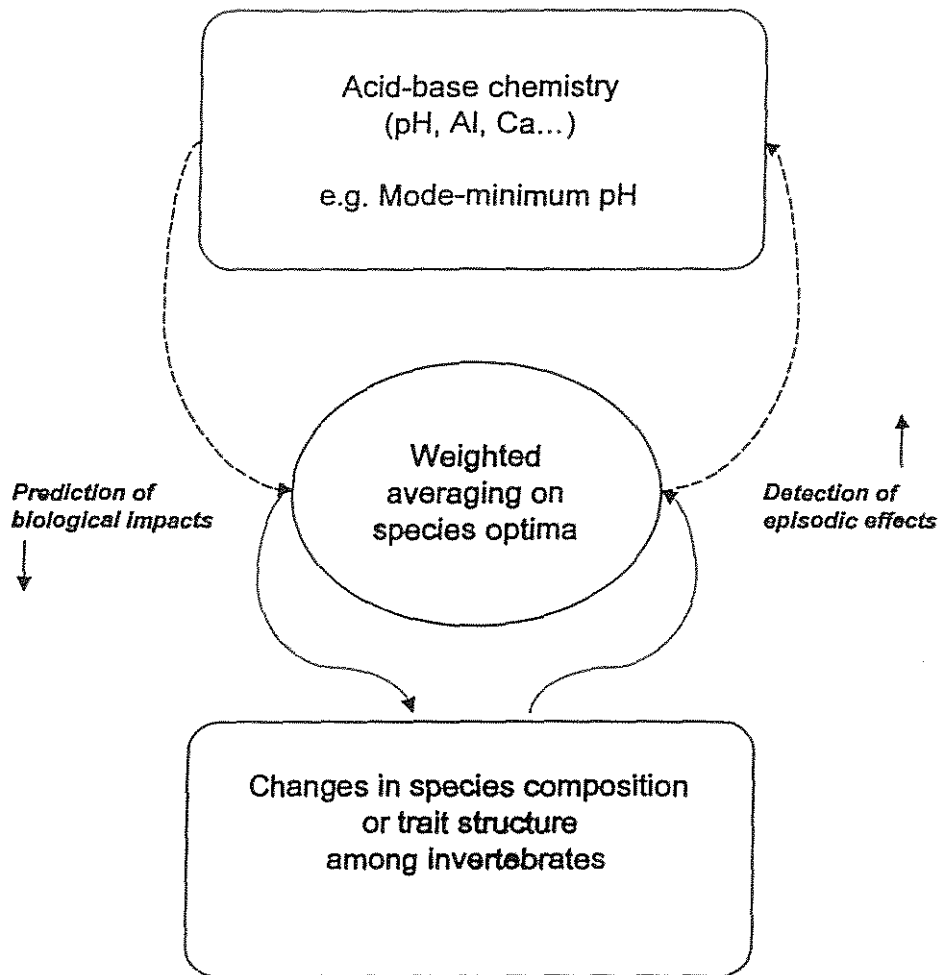 Acid-base chemistry
(pH, Al, Ca...)
e.g. Mode-minimum pH
Weighted
averaging on
species optima
Prediction of
biological impacts
Detection of
episodic effects
Changes in species composition
or trait structure
among invertebrates